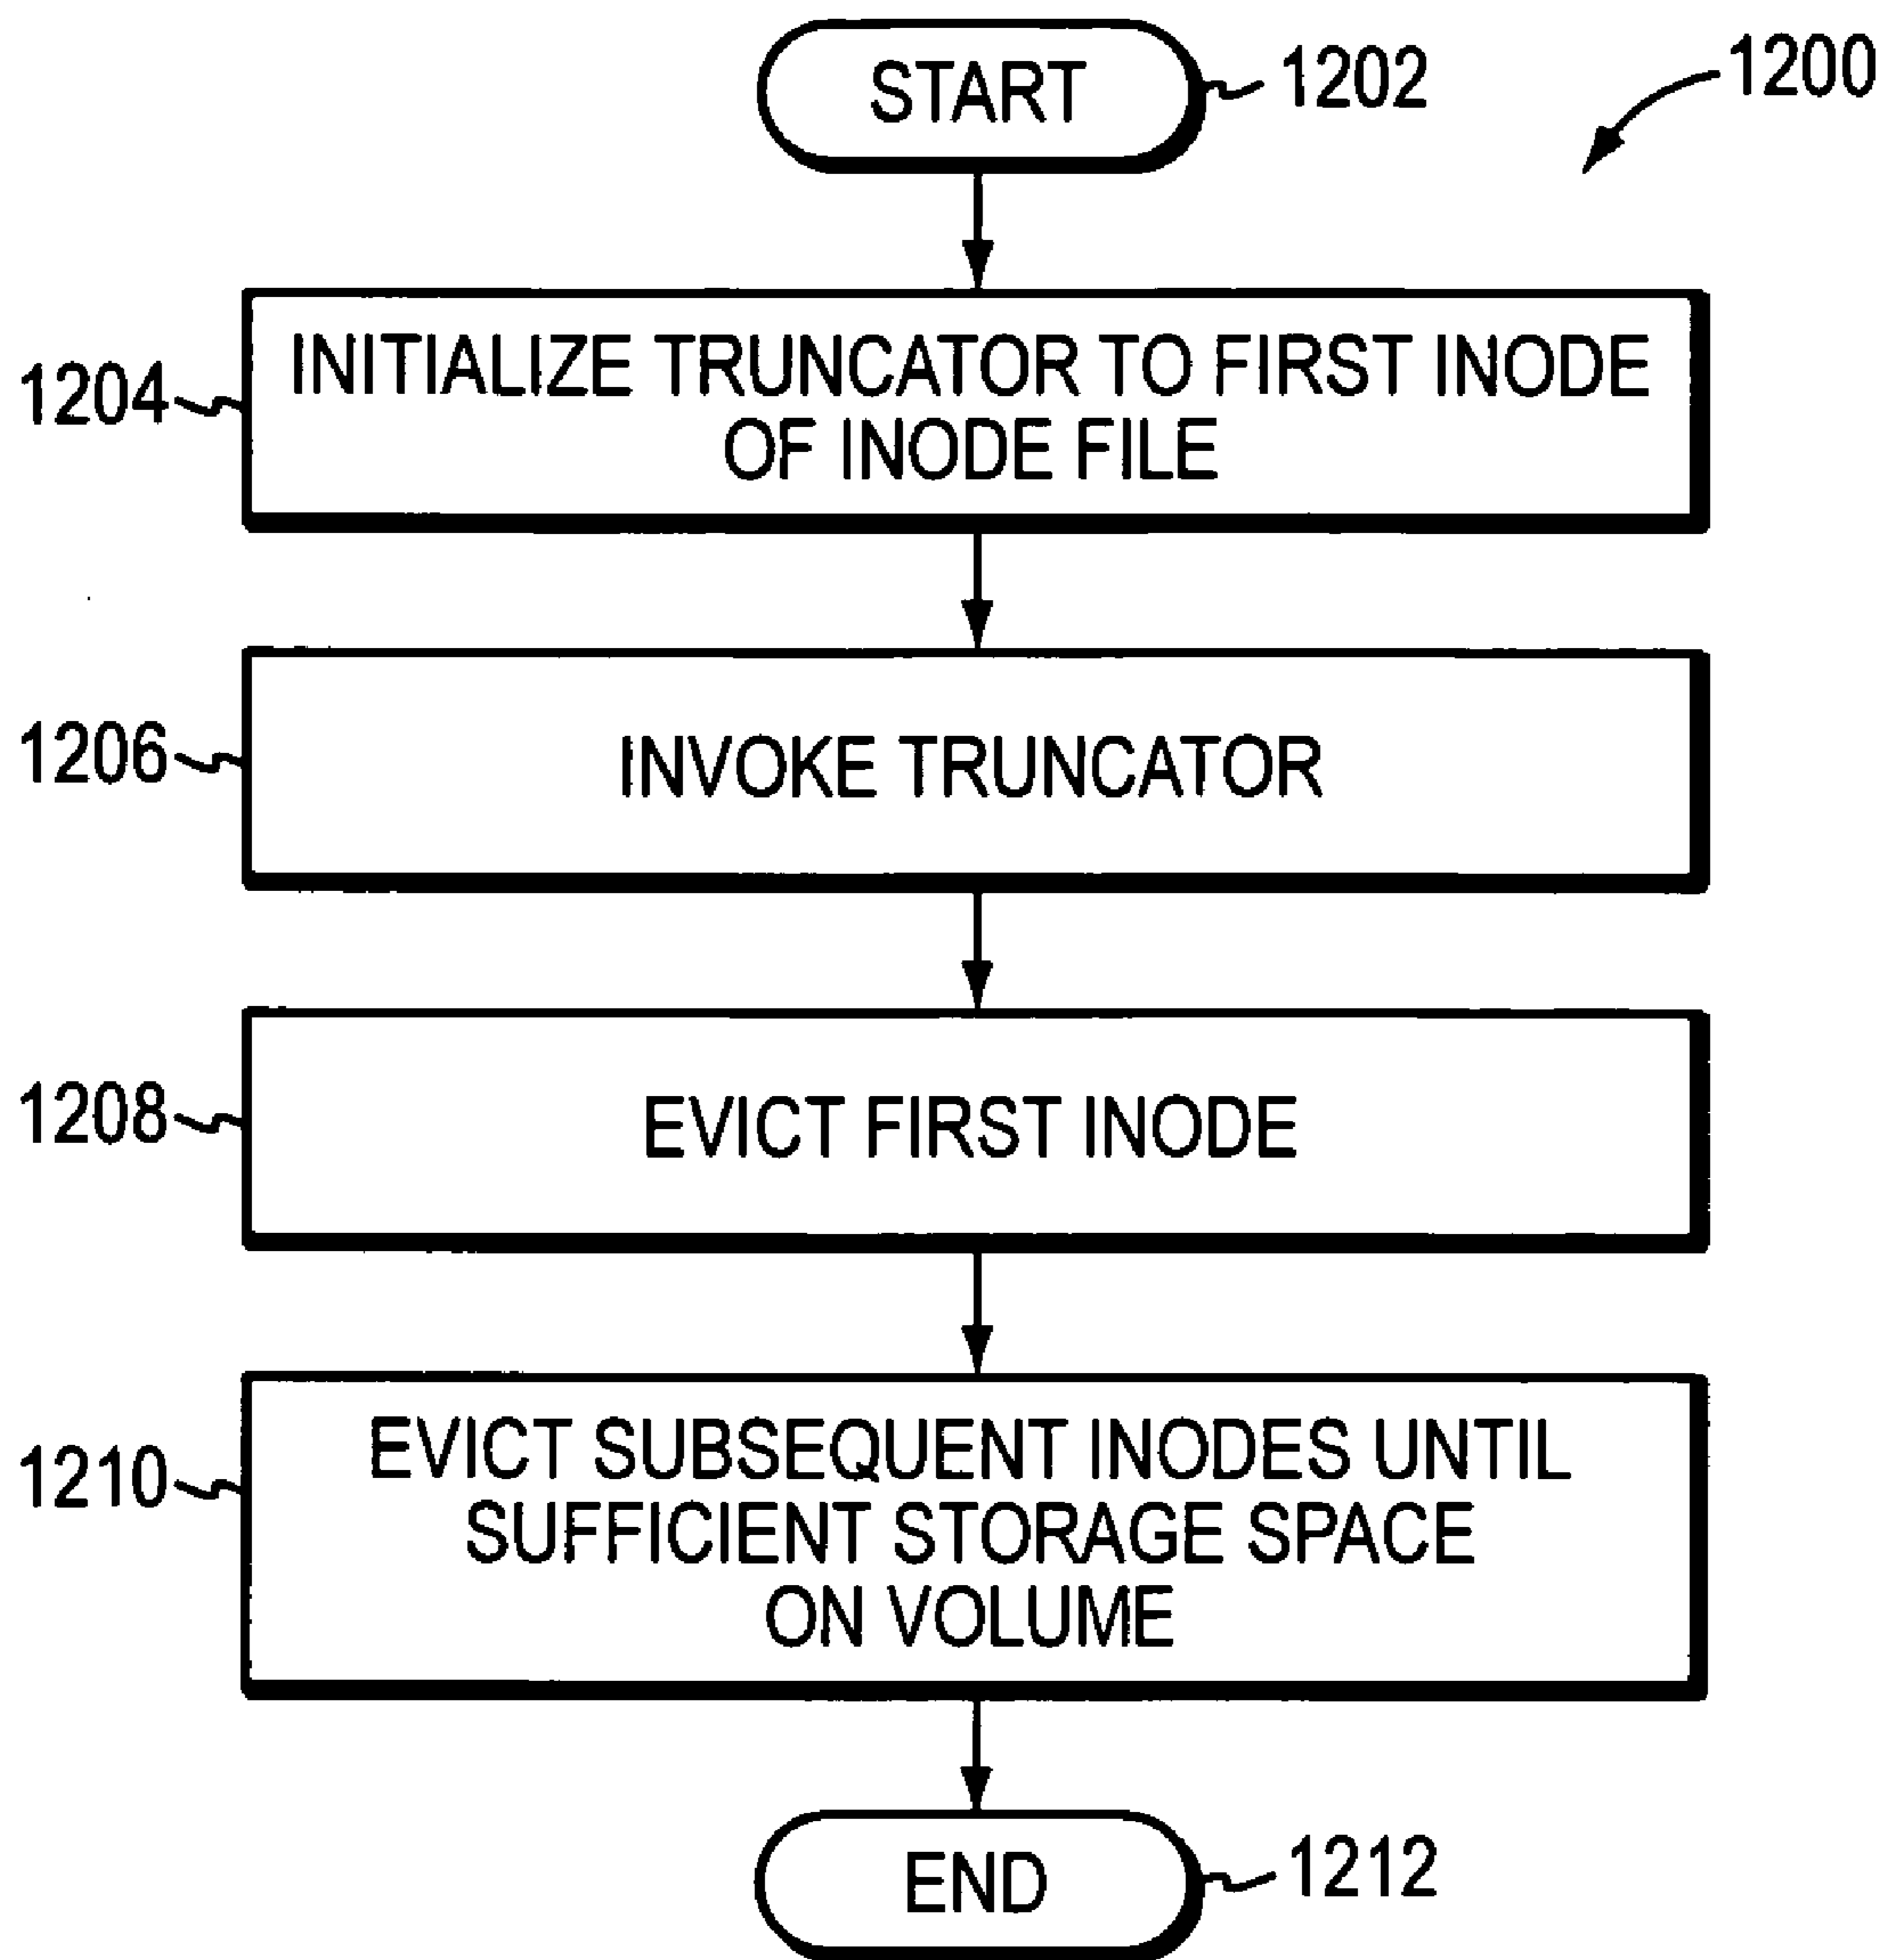 START
1202
1200
1204
INITIALIZE TRUNCATOR TO FIRST INODE
OF INODE FILE
1206
INVOKE TRUNCATOR
1208
EVICT FIRST INODE
1210
EVICT SUBSEQUENT INODES UNTIL
SUFFICIENT STORAGE SPACE
ON VOLUME
END
1212